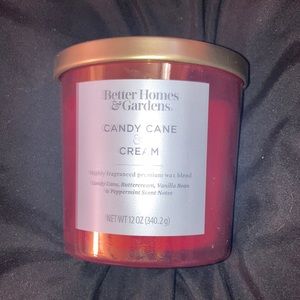 Better Homes
& Gardens
CANDY CANE
&
CREAM
Highly fragranced premium wax blend
Candy Cane, Buttercream, Vanilla Bean
& Peppermint Scent Notes
NET WT 12 OZ (340.2g)